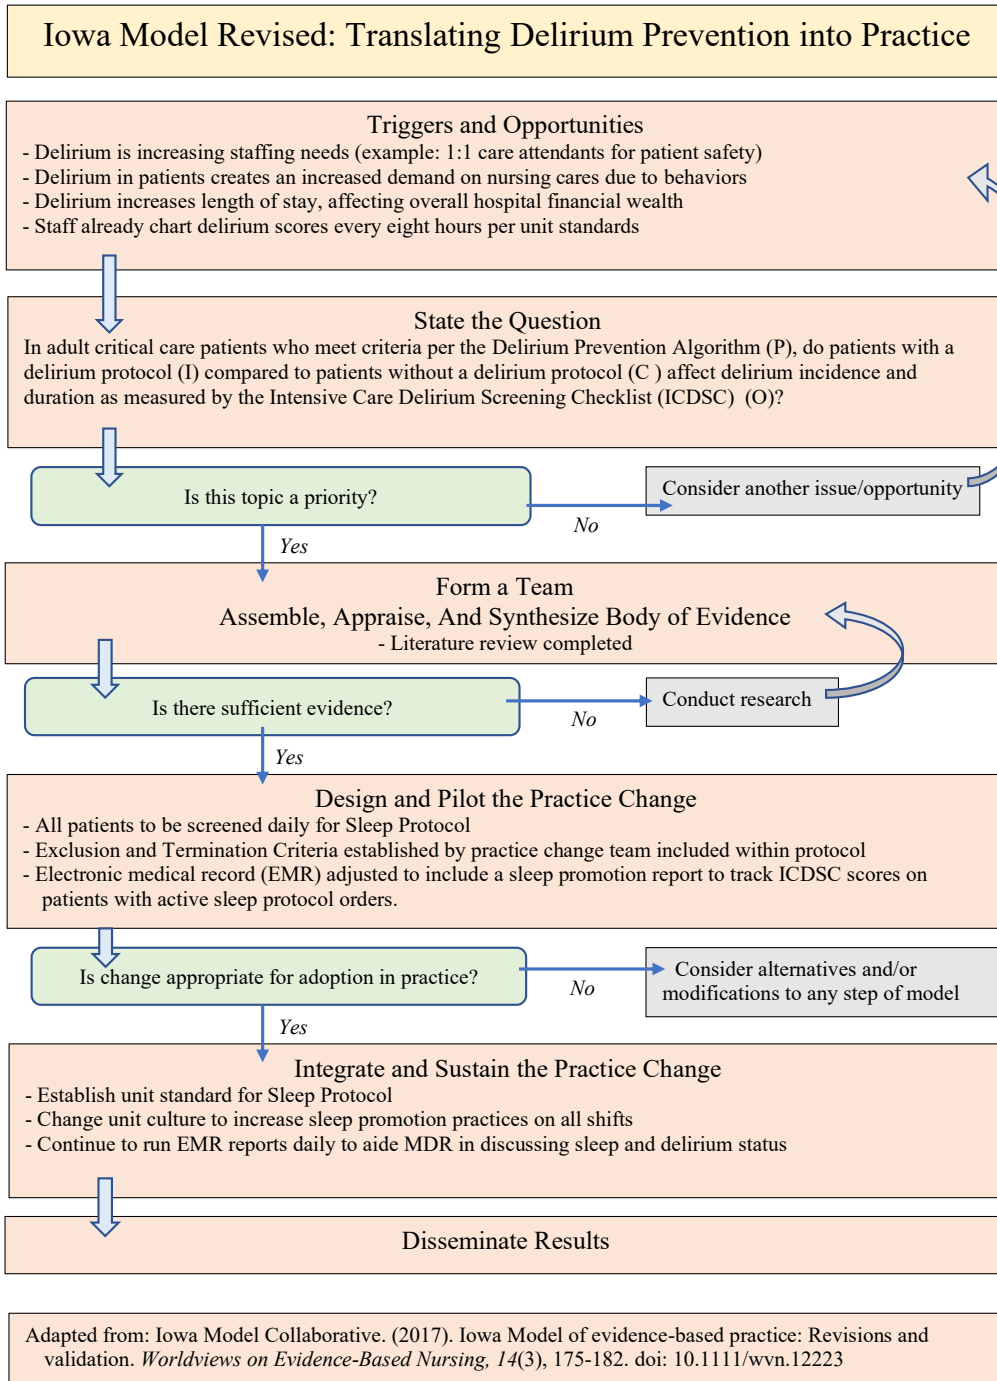 Iowa Model Revised: Translating Delirium Prevention into Practice
Triggers and Opportunities
- Delirium is increasing staffing needs (example: 1:1 care attendants for patient safety)
- Delirium in patients creates an increased demand on nursing cares due to behaviors
- Delirium increases length of stay, affecting overall hospital financial wealth
- Staff already chart delirium scores every eight hours per unit standards
State the Question
In adult critical care patients who meet criteria per the Delirium Prevention Algorithm (P), do patients with a
delirium protocol (I) compared to patients without a delirium protocol (C ) affect delirium incidence and
duration as measured by the Intensive Care Delirium Screening Checklist (ICDSC) (O)?
Is this topic a priority?
Consider another issue/opportunity
No
Yes
Form a Team
Assemble, Appraise, And Synthesize Body of Evidence
- Literature review completed
Is there sufficient evidence?
Conduct research
No
Yes
Design and Pilot the Practice Change
- All patients to be screened daily for Sleep Protocol
- Exclusion and Termination Criteria established by practice change team included within protocol
- Electronic medical record (EMR) adjusted to include a sleep promotion report to track ICDSC scores on
patients with active sleep protocol orders.
Is change appropriate for adoption in practice?
Consider alternatives and/or
modifications to any step of model
No
Yes
Integrate and Sustain the Practice Change
- Establish unit standard for Sleep Protocol
- Change unit culture to increase sleep promotion practices on all shifts
- Continue to run EMR reports daily to aide MDR in discussing sleep and delirium status
Disseminate Results
Adapted from: Iowa Model Collaborative. (2017). Iowa Model of evidence-based practice: Revisions and
validation. Worldviews on Evidence-Based Nursing, 14(3), 175-182. doi: 10.1111/wvn.12223